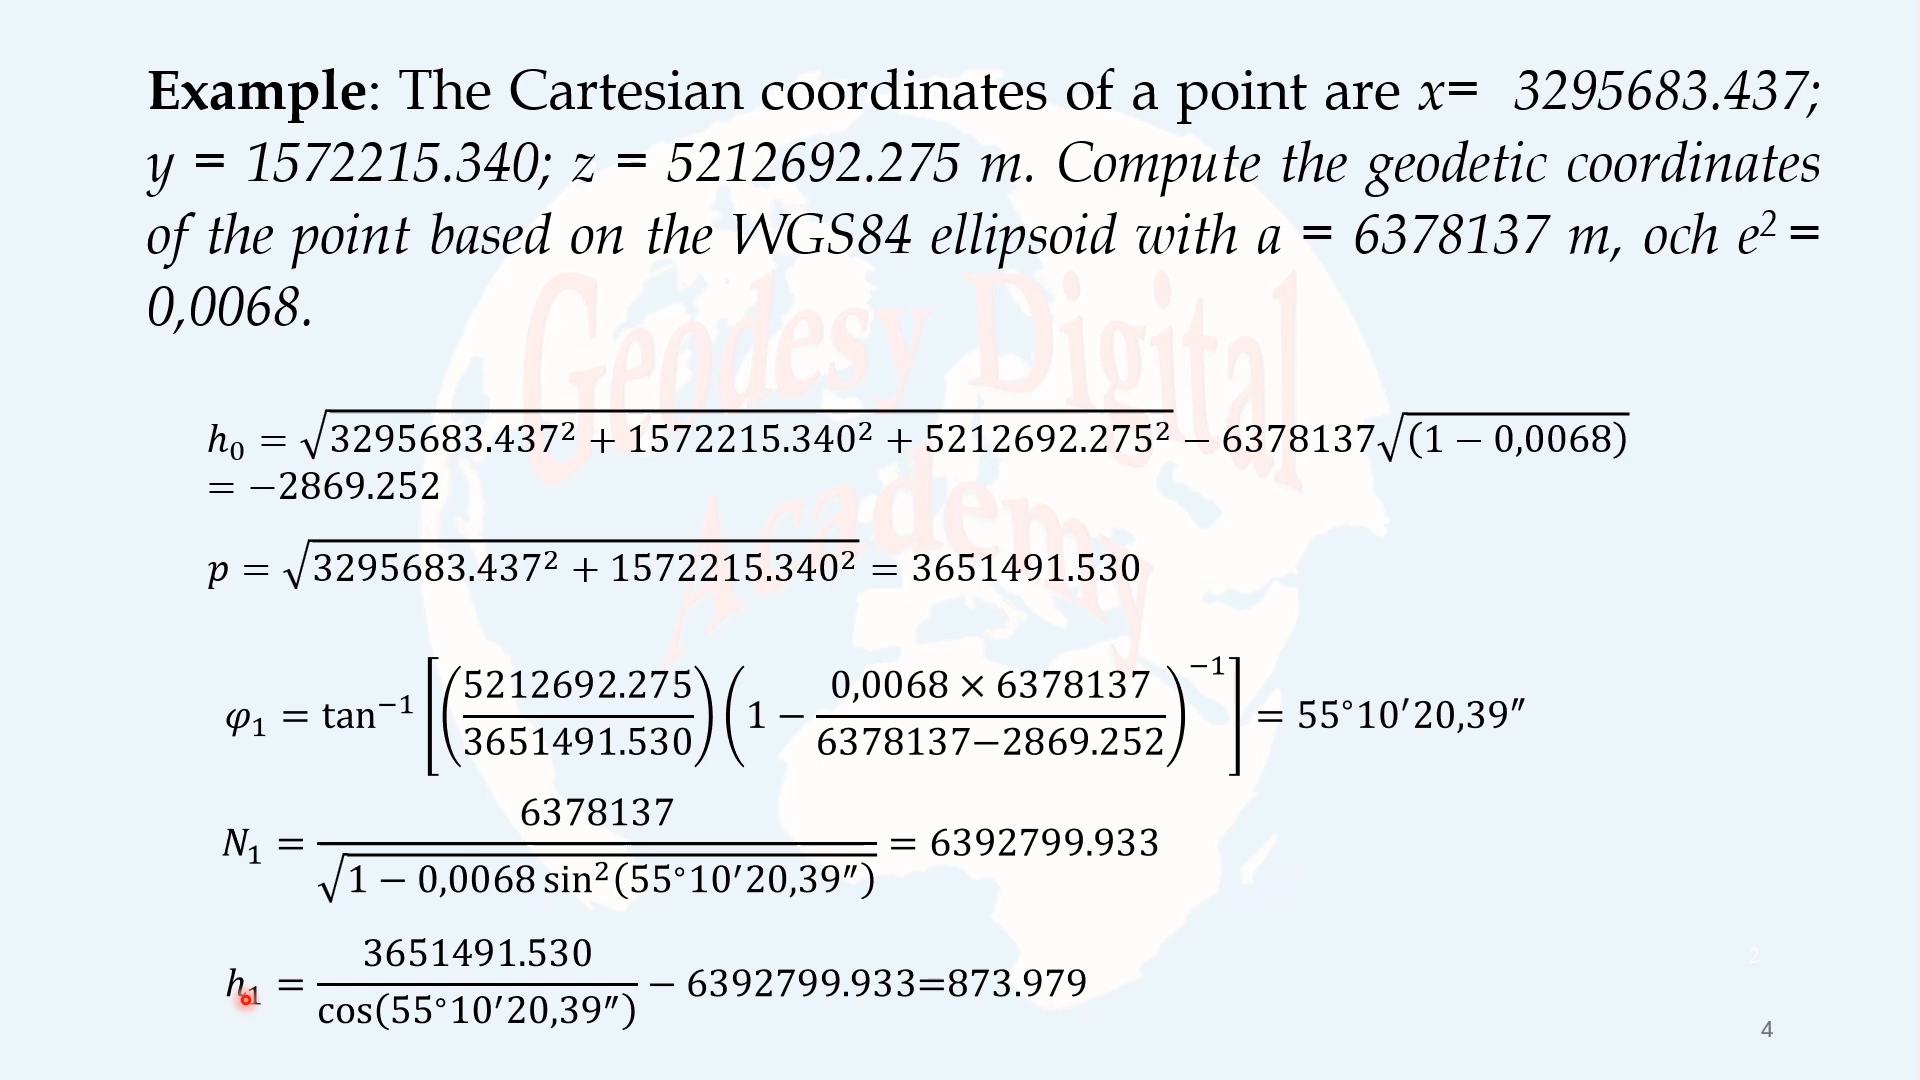 Example: The Cartesian coordinates of a point are x= 3295683.437;
y = 1572215.340; z = 5212692.275 m. Compute the geodetic coordinates
of the point based on the WGS84 ellipsoid with a = 6378137 m, och e² =
0,0068.
h₀ = √(3295683.437² + 1572215.340² + 5212692.275²) − 6378137√(1 − 0,0068)
= −2869.252
p = √(3295683.437² + 1572215.340²) = 3651491.530
φ₁ = tan⁻¹ [(5212692.275/3651491.530)(1 − (0,0068 × 6378137)/(6378137−2869.252))⁻¹] = 55°10′20,39″
N₁ = 6378137/√(1 − 0,0068 sin²(55°10′20,39″)) = 6392799.933
h₁ = 3651491.530/cos(55°10′20,39″) − 6392799.933=873.979
Geodesy Digital
Academy
2
4